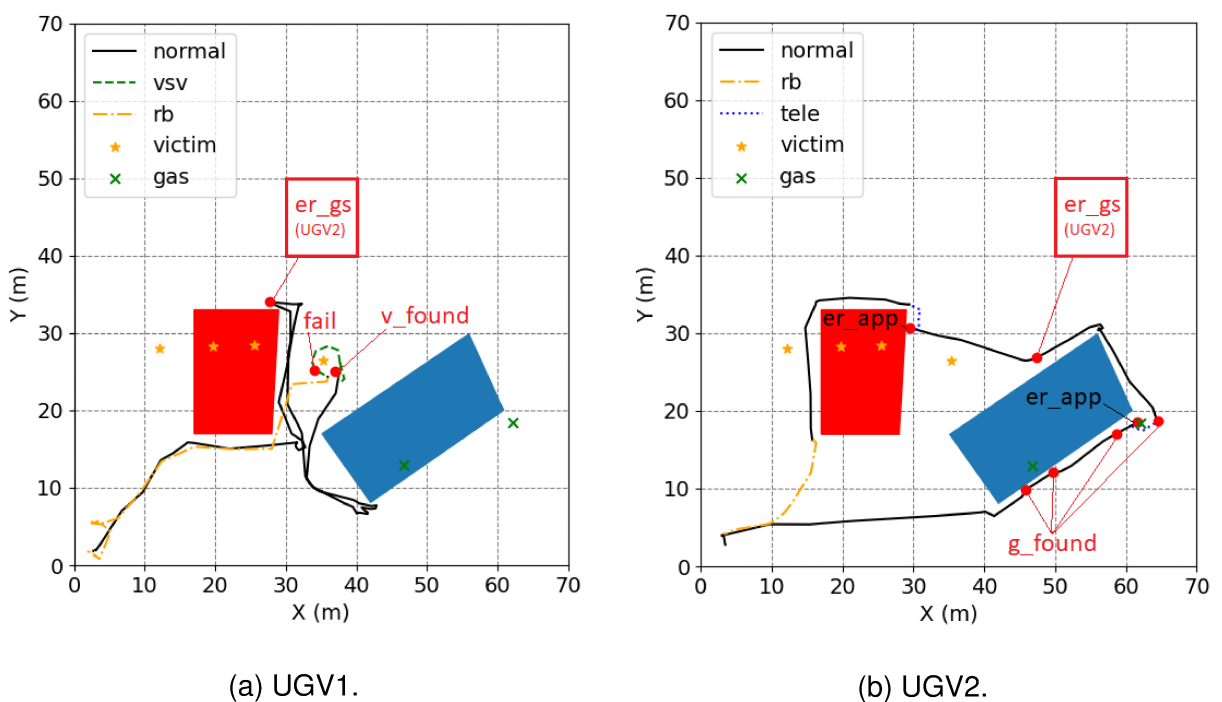 70
60
50
40
30
20
10
0
Y (m)
normal
vsv
rb
victim
gas
er_gs
(UGV2)
fail
v_found
0 10 20 30 40 50 60 70
X (m)
(a) UGV1.
70
60
50
40
30
20
10
0
Y (m)
normal
rb
tele
victim
gas
er_gs
(UGV2)
er_app
er_app
g_found
0 10 20 30 40 50 60 70
X (m)
(b) UGV2.